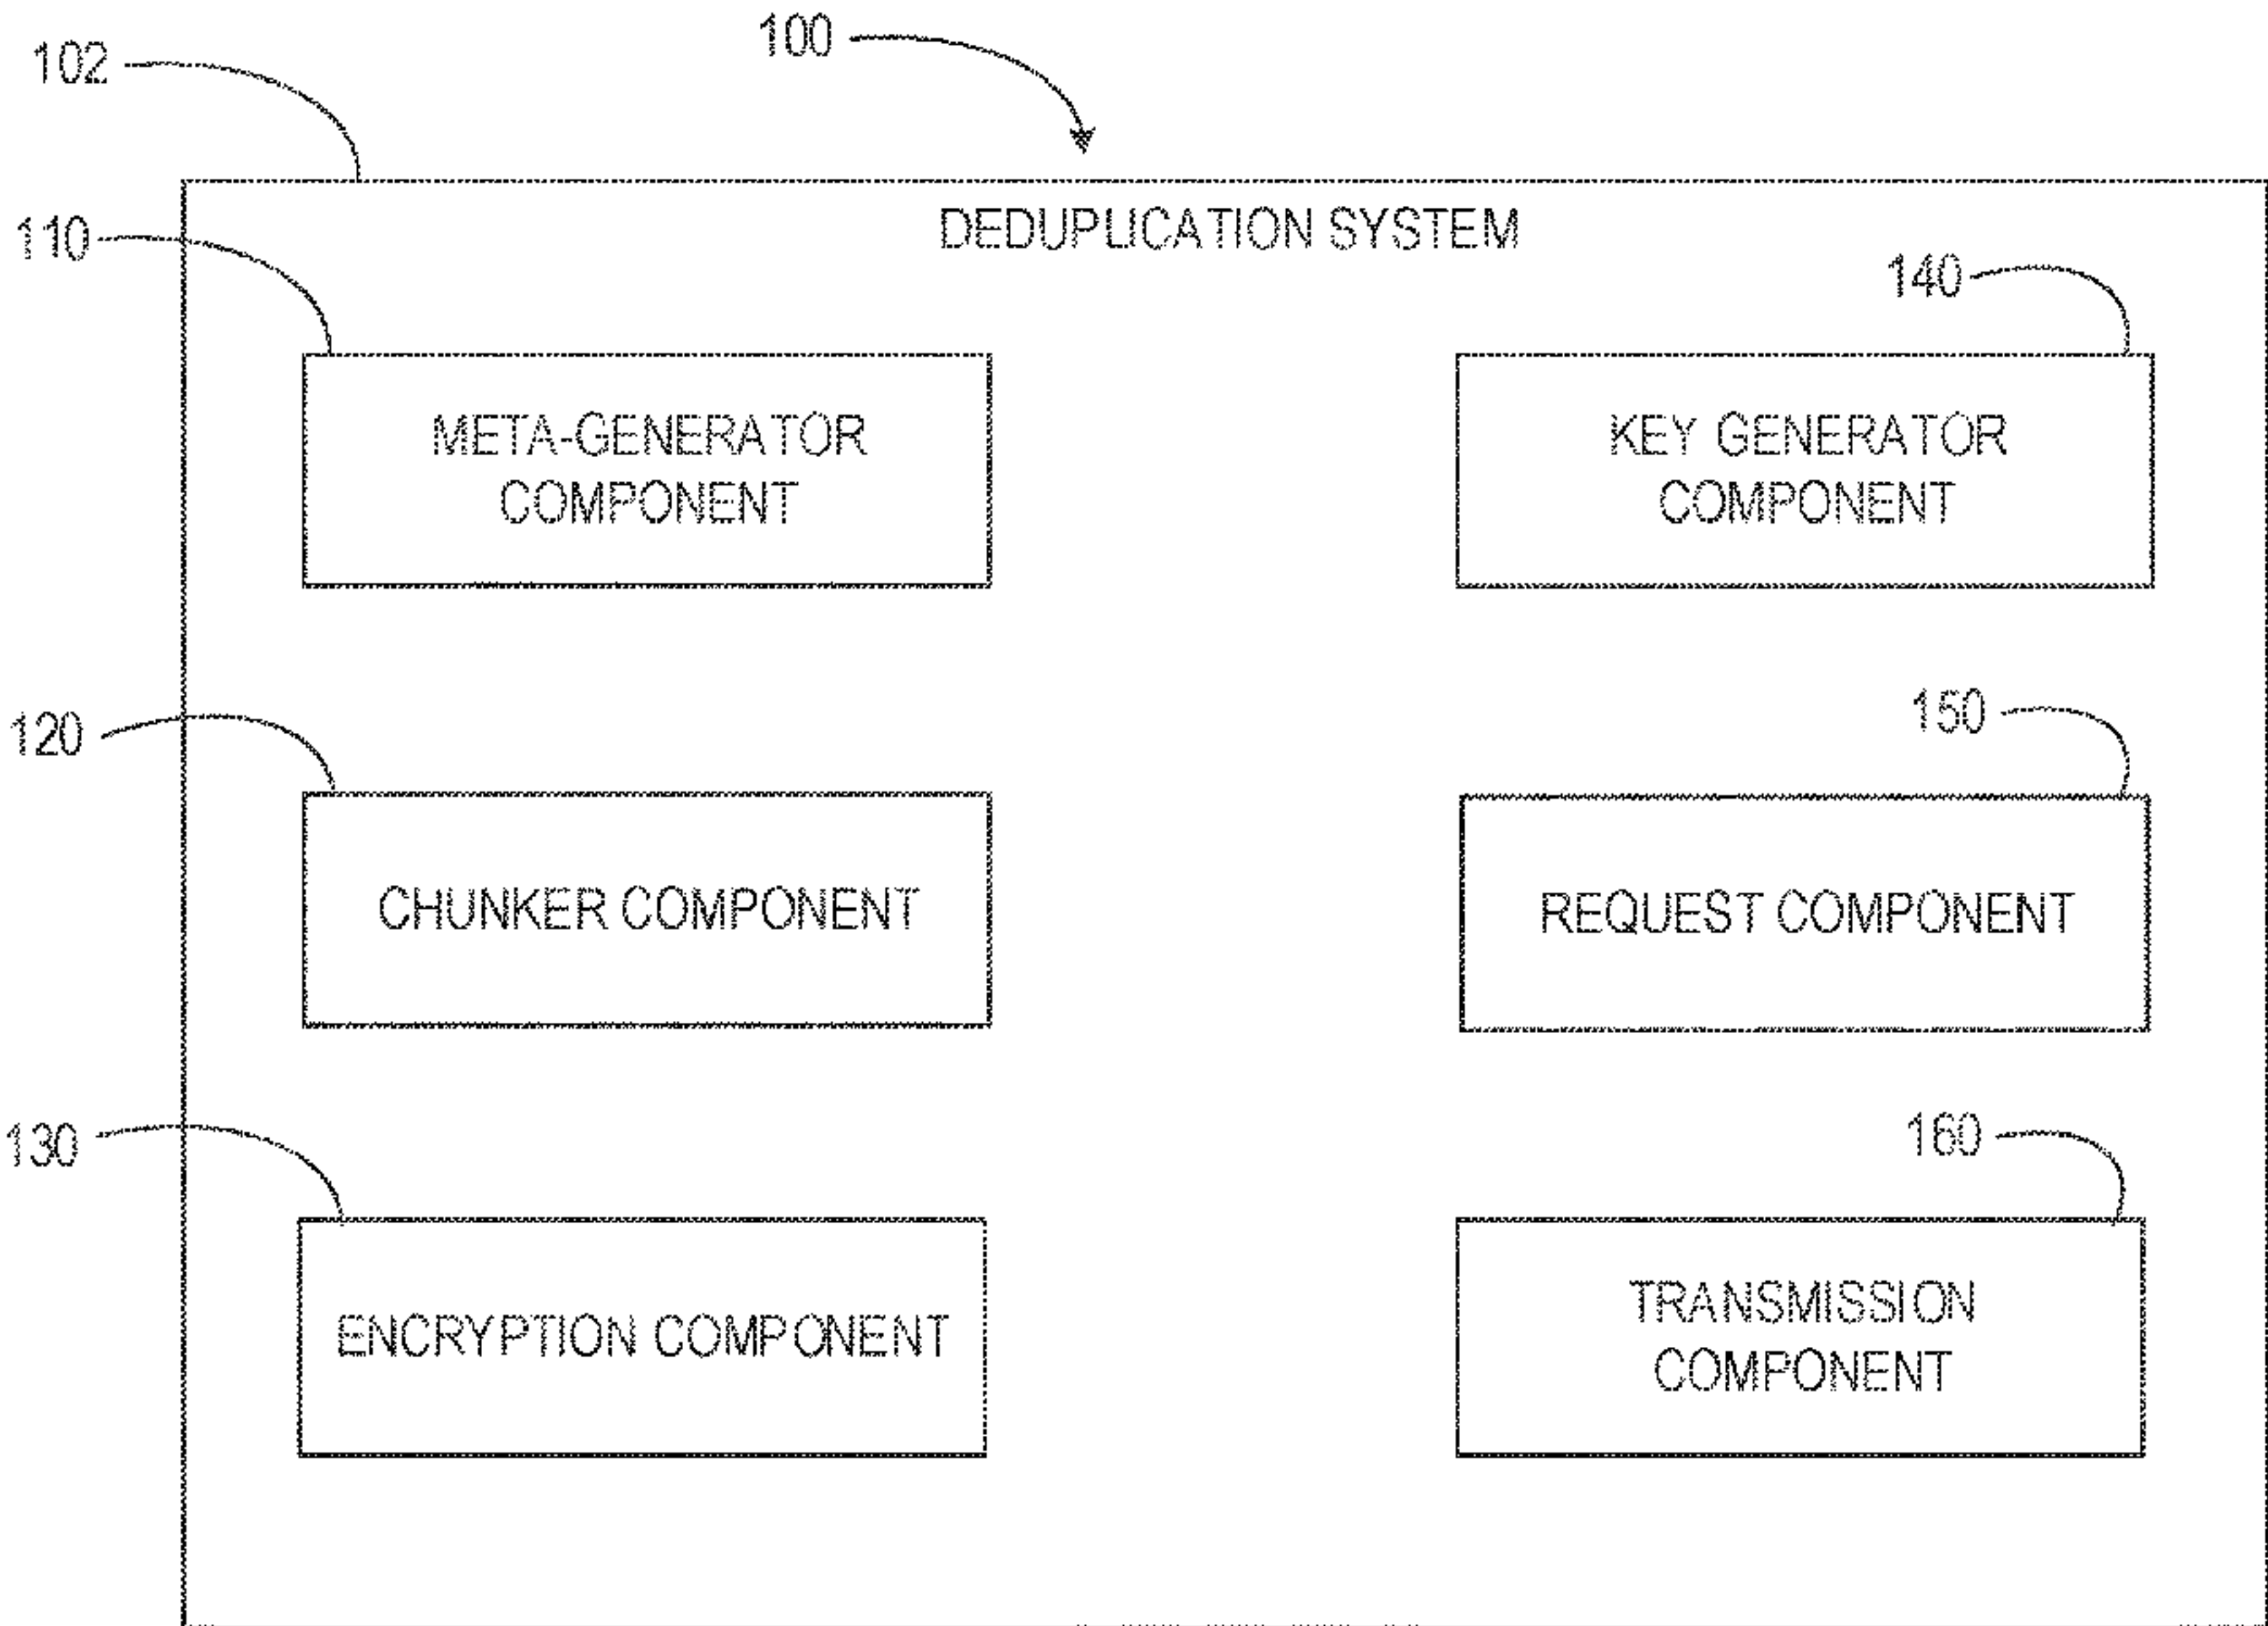 100
102
DEDUPLICATION SYSTEM
110
140
META-GENERATOR
COMPONENT
KEY GENERATOR
COMPONENT
120
150
CHUNKER COMPONENT
REQUEST COMPONENT
130
160
ENCRYPTION COMPONENT
TRANSMISSION
COMPONENT